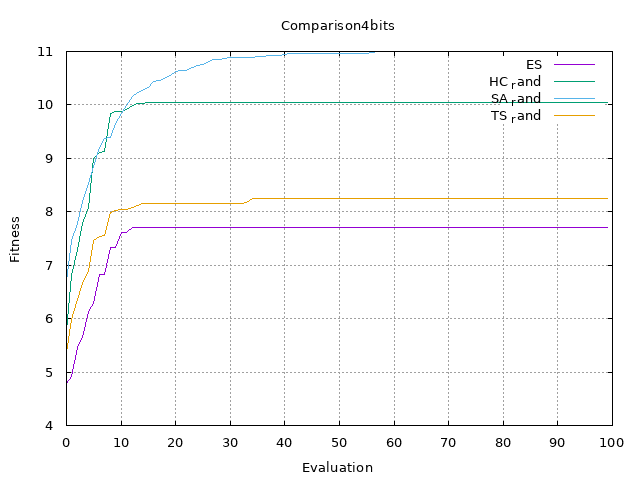 Comparison4bits
11
10
9
8
7
6
5
4
Fitness
ES
HC rand
SA rand
TS rand
0 10 20 30 40 50 60 70 80 90 100
Evaluation